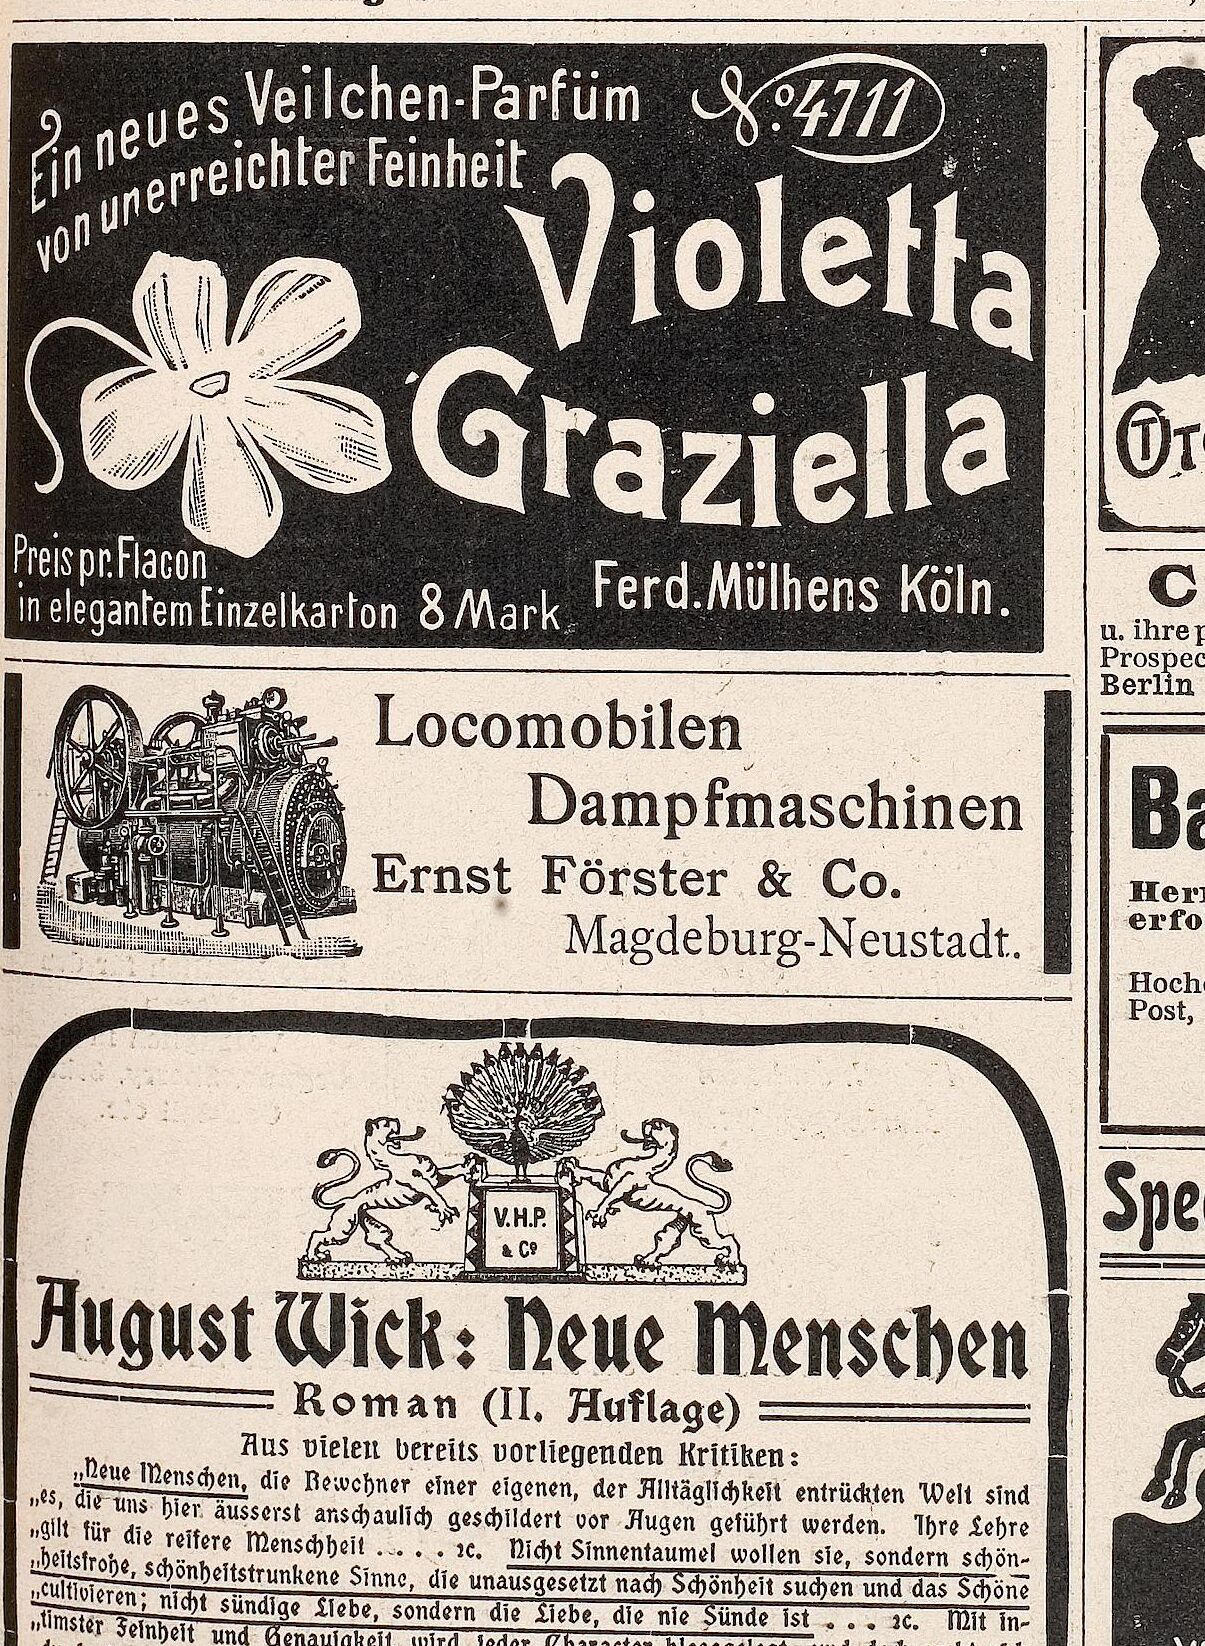 Ein neues Veilchen-Parfüm
von unerreichter Feinheit
No. 4711
Violetta
Graziella
Preis pr. Flacon
in elegantem Einzelkarton 8 Mark
Ferd. Mülhens Köln.
Locomobilen
Dampfmaschinen
Ernst Förster & Co.
Magdeburg-Neustadt.
V.H.P.
& Co
August Wick: Neue Menschen
Roman (II. Auflage)
Aus vielen bereits vorliegenden Kritiken:
„Neue Menschen, die Bewohner einer eigenen, der Alltäglichkeit entrückten Welt sind
„es, die uns hier äusserst anschaulich geschildert vor Augen geführt werden. Ihre Lehre
„gilt für die reifere Menschheit . . . . ꝛc. Nicht Sinnentaumel wollen sie, sondern schön-
„heitsfrohe, schönheitstrunkene Sinne, die unausgesetzt nach Schönheit suchen und das Schöne
„cultivieren; nicht sündige Liebe, sondern die Liebe, die nie Sünde ist . . . . ꝛc. Mit in-
„timster Feinheit und Genauigkeit wird jeder Character
C
u. ihre
Prospec
Berlin
Ba
Herr
erfo
Hoch
Post,
Spe